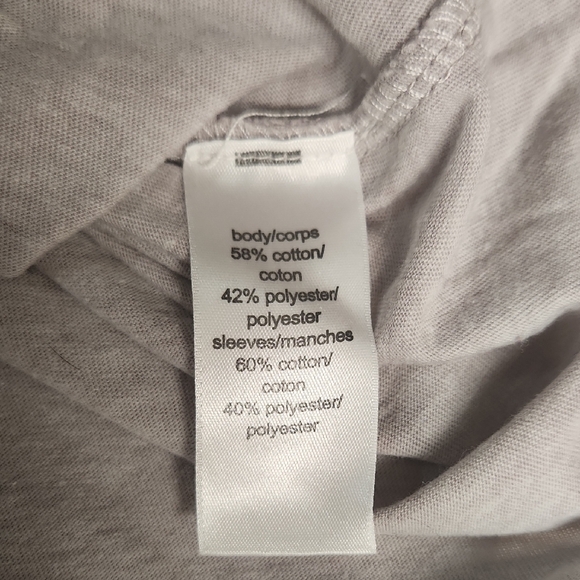 body/corps
58% cotton/
coton
42% polyester/
polyester
sleeves/manches
60% cotton/
coton
40% polyester/
polyester